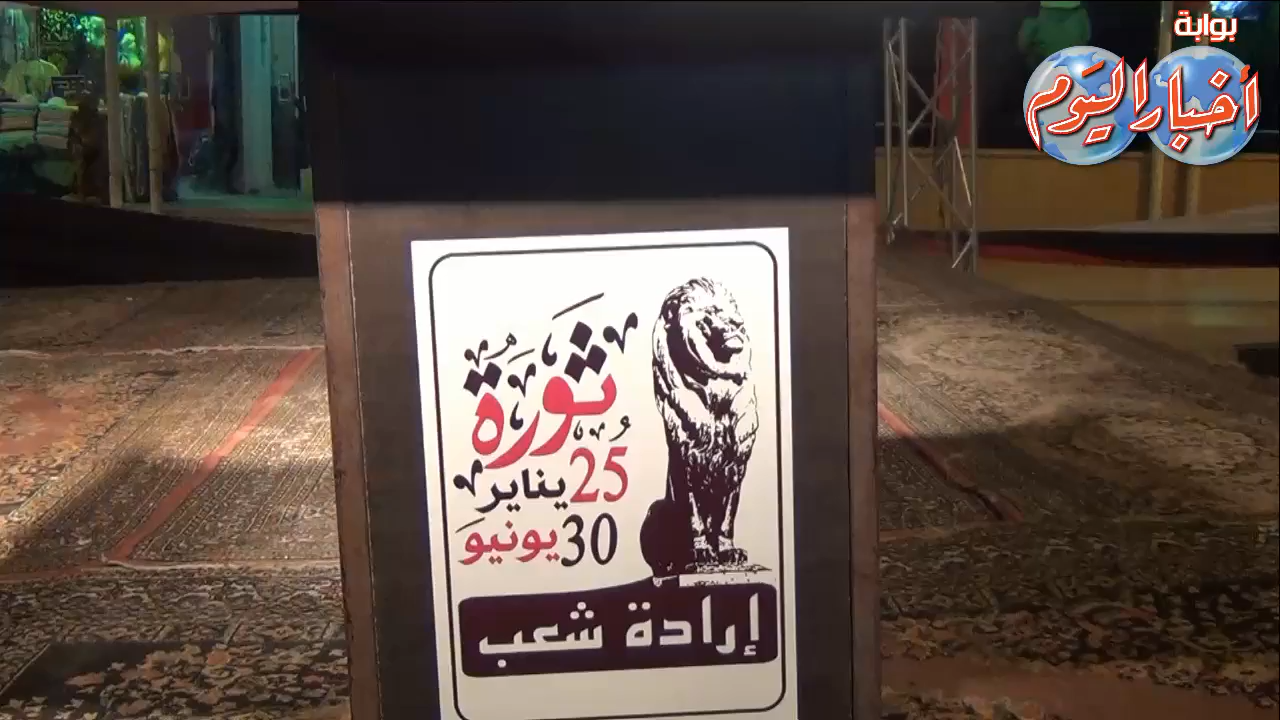 بوابة
أخبار اليوم
ثورة
25 يناير
30 يونيو
إرادة شعب